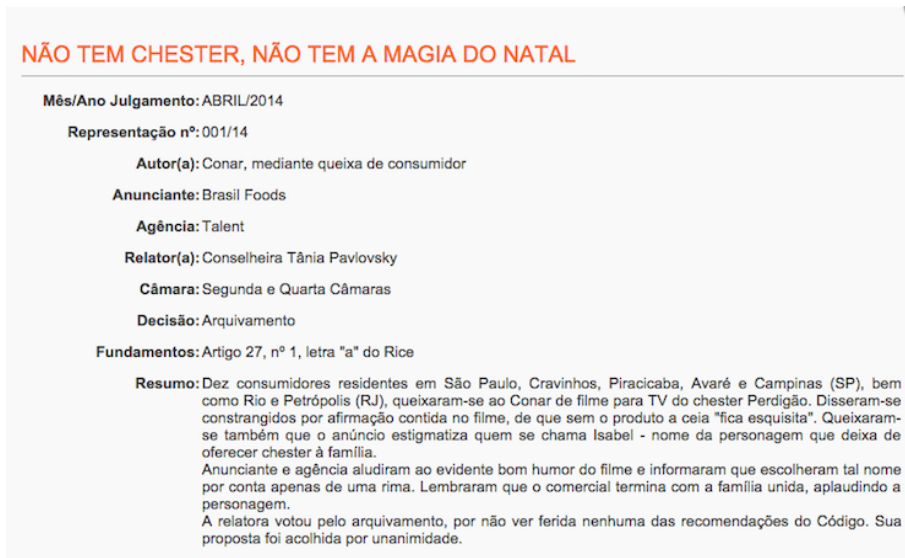 NÃO TEM CHESTER, NÃO TEM A MAGIA DO NATAL
Mês/Ano Julgamento: ABRIL/2014
Representação nº: 001/14
Autor(a): Conar, mediante queixa de consumidor
Anunciante: Brasil Foods
Agência: Talent
Relator(a): Conselheira Tânia Pavlovsky
Câmara: Segunda e Quarta Câmaras
Decisão: Arquivamento
Fundamentos: Artigo 27, nº 1, letra "a" do Rice
Resumo: Dez consumidores residentes em São Paulo, Cravinhos, Piracicaba, Avaré e Campinas (SP), bem
como Rio e Petrópolis (RJ), queixaram-se ao Conar de filme para TV do chester Perdigão. Disseram-se
constrangidos por afirmação contida no filme, de que sem o produto a ceia "fica esquisita". Queixaram-
se também que o anúncio estigmatiza quem se chama Isabel - nome da personagem que deixa de
oferecer chester à família.
Anunciante e agência aludiram ao evidente bom humor do filme e informaram que escolheram tal nome
por conta apenas de uma rima. Lembraram que o comercial termina com a família unida, aplaudindo a
personagem.
A relatora votou pelo arquivamento, por não ver ferida nenhuma das recomendações do Código. Sua
proposta foi acolhida por unanimidade.